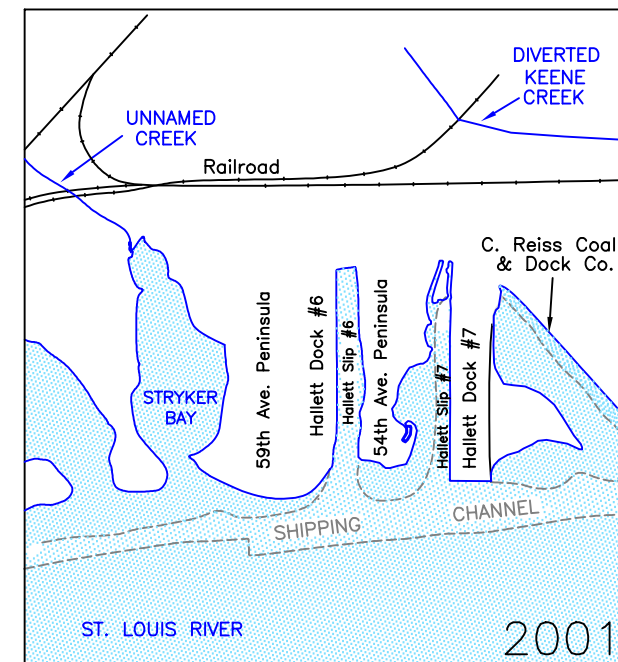 DIVERTED
KEENE
CREEK
UNNAMED
CREEK
Railroad
C. Reiss Coal
& Dock Co.
STRYKER
BAY
59th Ave. Peninsula
Hallett Dock #6
Hallett Slip #6
54th Ave. Peninsula
Hallett Slip #7
Hallett Dock #7
SHIPPING CHANNEL
ST. LOUIS RIVER
2001